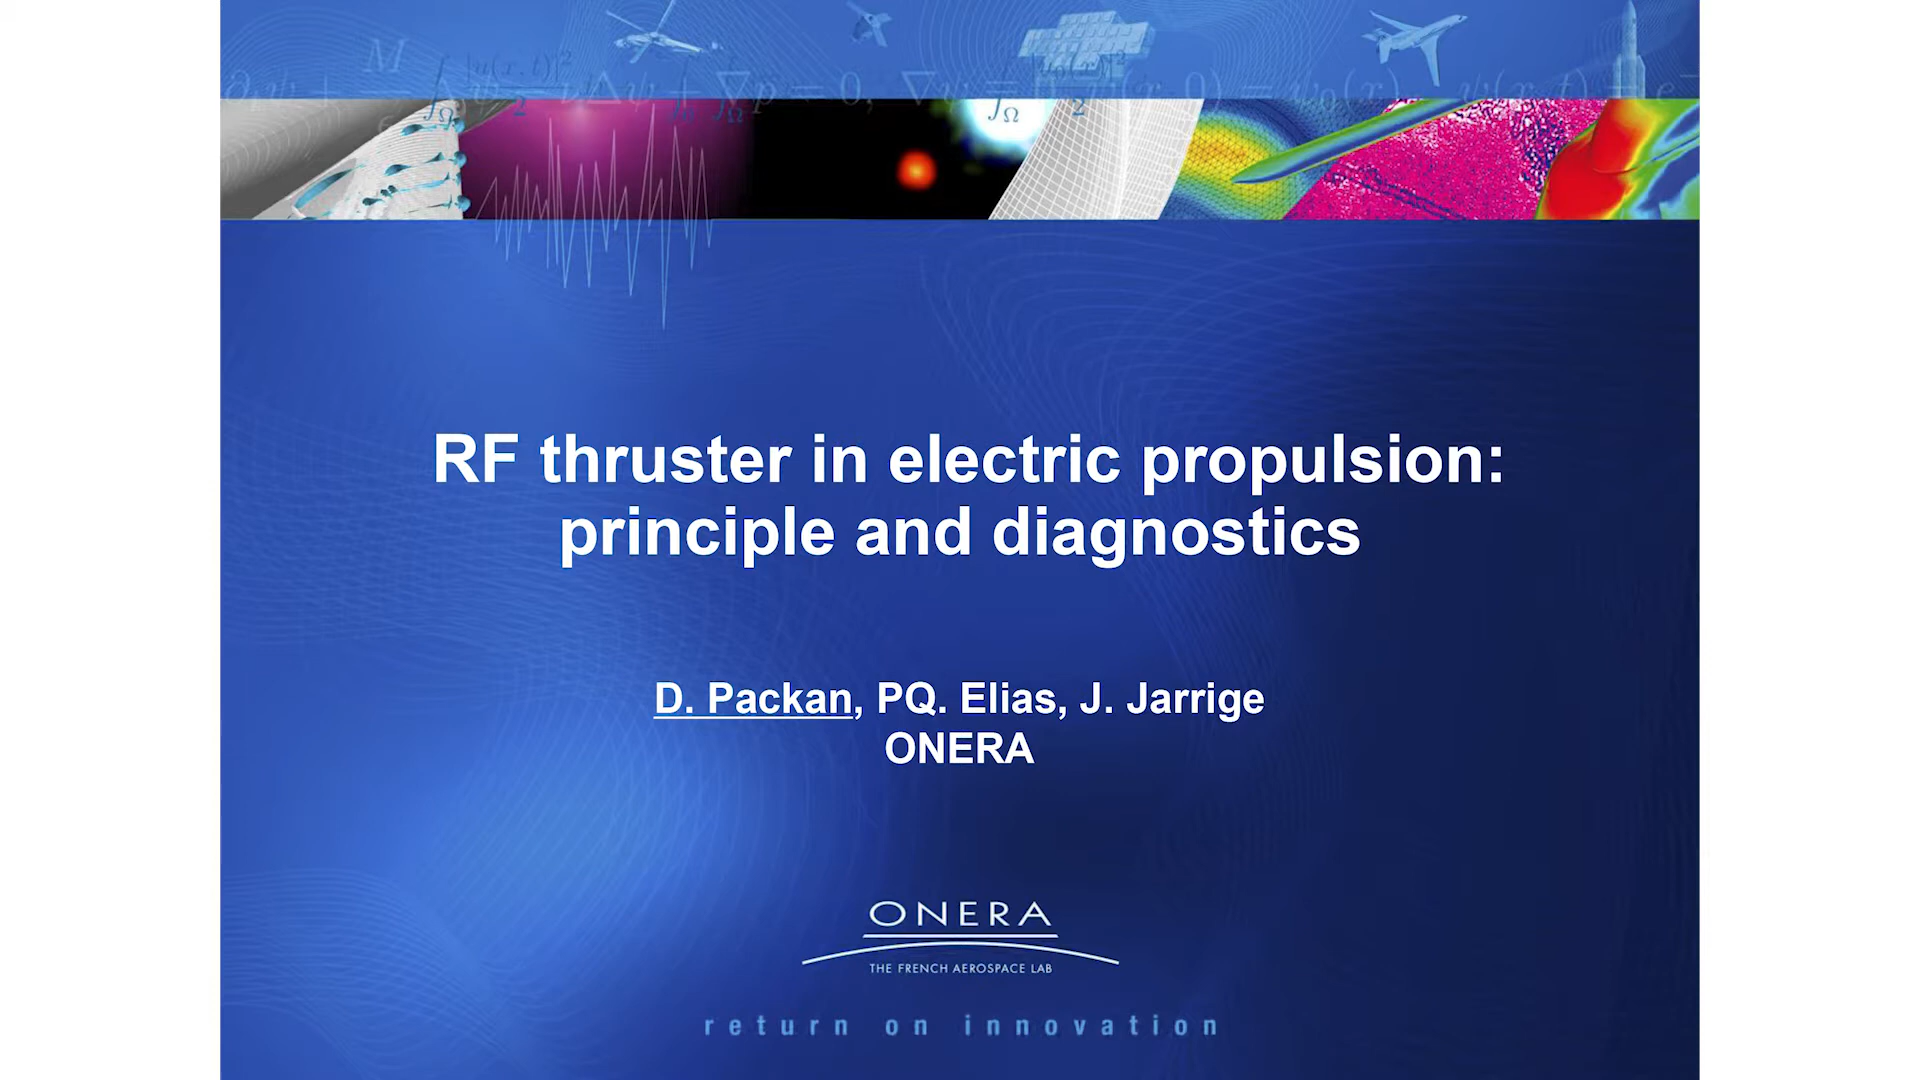 RF thruster in electric propulsion:
principle and diagnostics
D. Packan, PQ. Elias, J. Jarrige
ONERA
ONERA
THE FRENCH AEROSPACE LAB
return on innovation